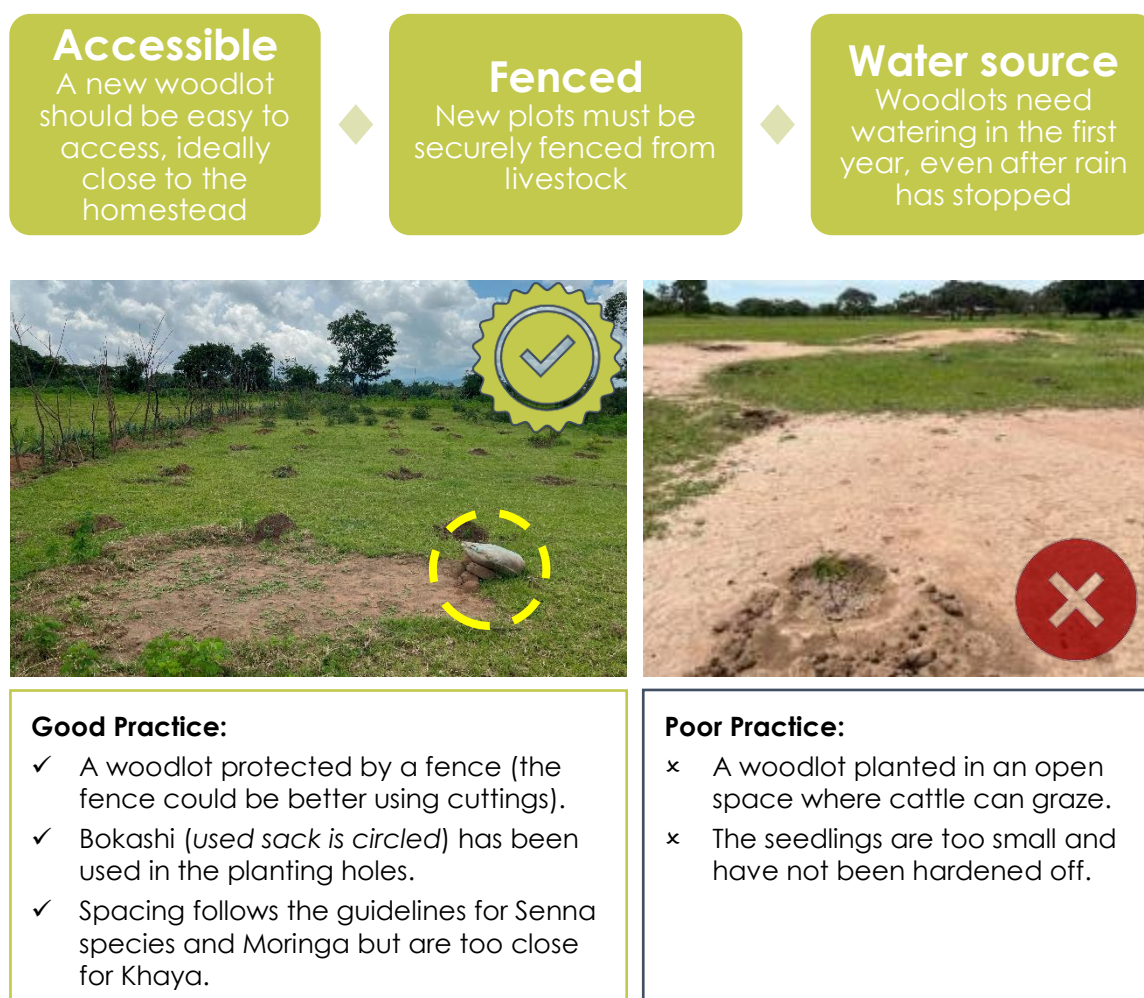 Accessible
A new woodlot
should be easy to
access, ideally
close to the
homestead
Fenced
New plots must be
securely fenced from
livestock
Water source
Woodlots need
watering in the first
year, even after rain
has stopped
Good Practice:
✓ A woodlot protected by a fence (the
fence could be better using cuttings).
✓ Bokashi (used sack is circled) has been
used in the planting holes.
✓ Spacing follows the guidelines for Senna
species and Moringa but are too close
for Khaya.
Poor Practice:
× A woodlot planted in an open
space where cattle can graze.
× The seedlings are too small and
have not been hardened off.